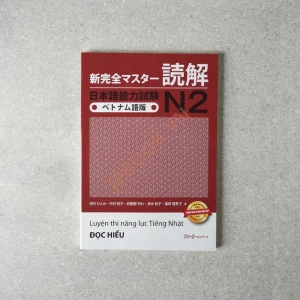 新完全マスター 読解
日本語能力試験 N2
ベトナム語版
Luyện thi năng lực Tiếng Nhật
ĐỌC HIỂU